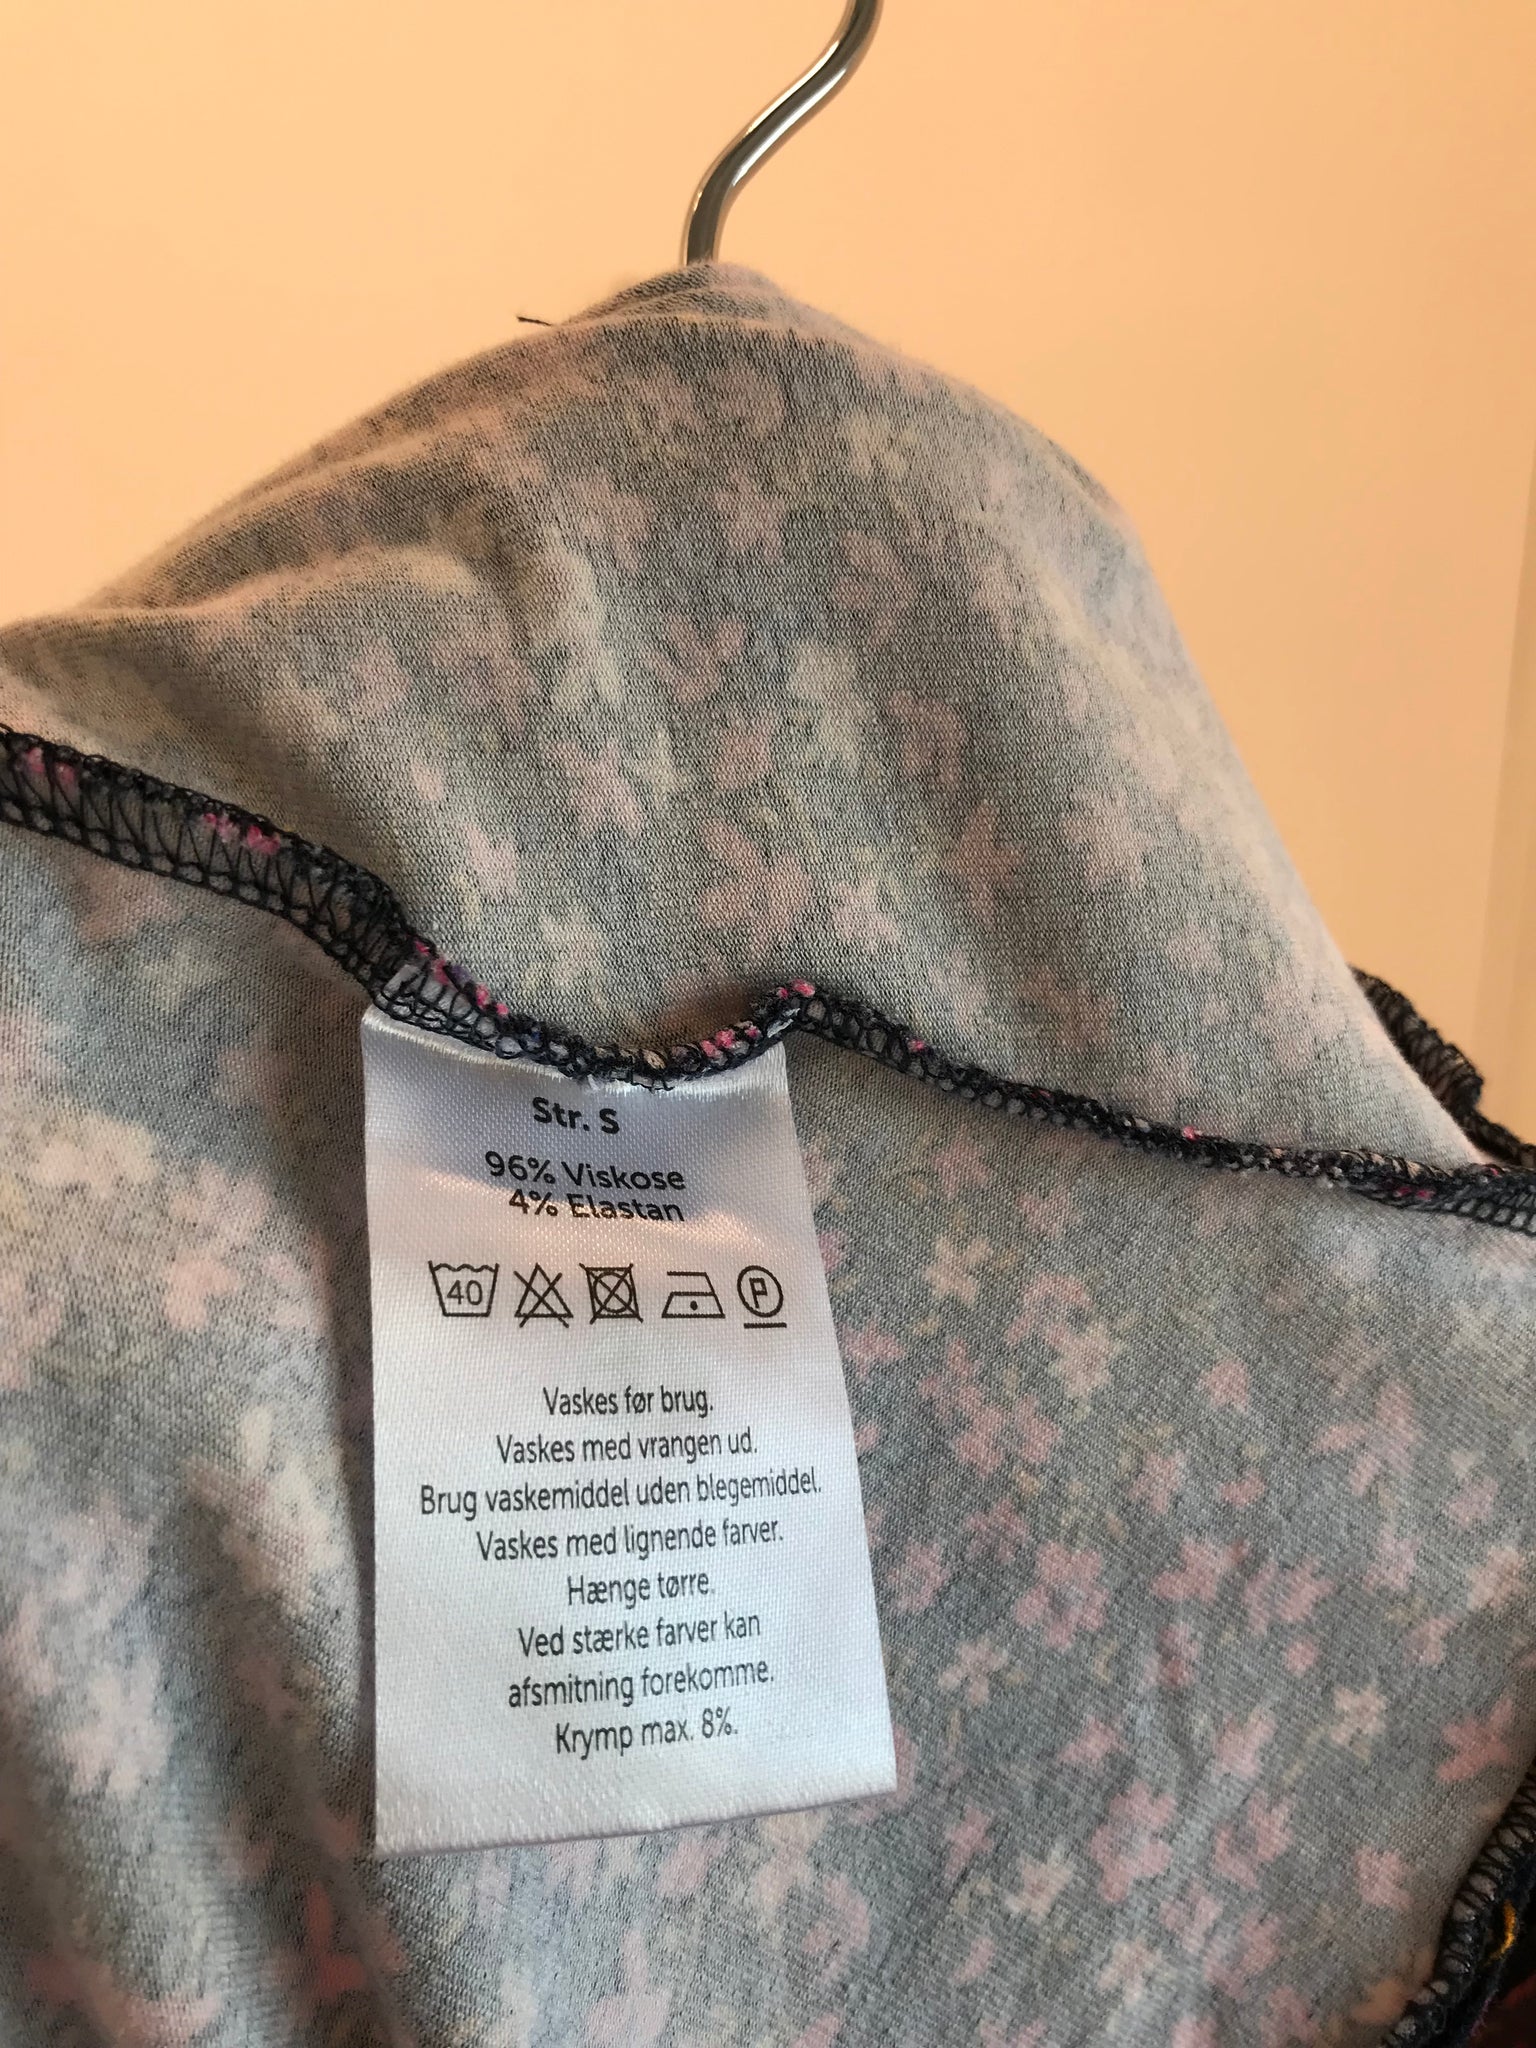 Str. S
96% Viskose
4% Elastan
40 P
Vaskes før brug.
Vaskes med vrangen ud.
Brug vaskemiddel uden blegemiddel.
Vaskes med lignende farver.
Hænge tørre.
Ved stærke farver kan
afsmitning forekomme.
Krymp max. 8%.